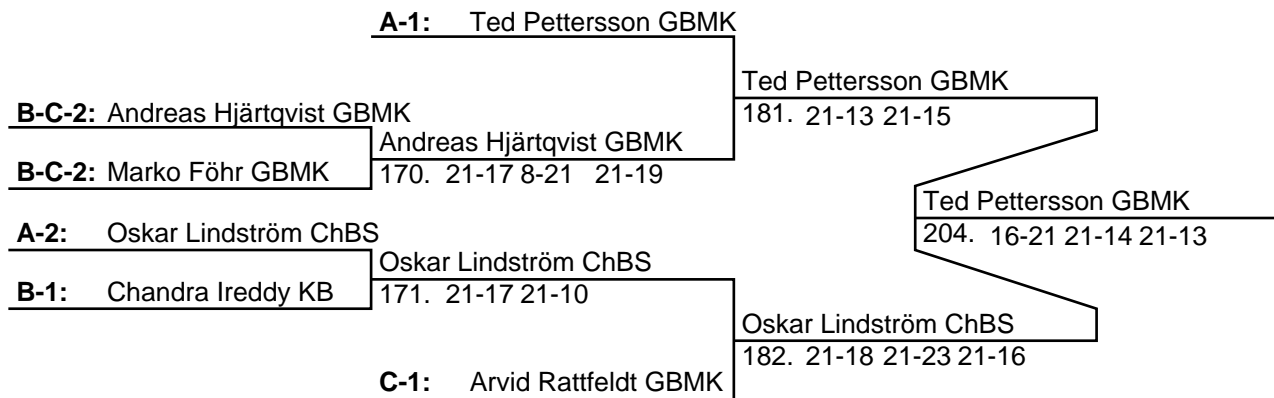 A-1: Ted Pettersson GBMK
Ted Pettersson GBMK
181. 21-13 21-15
B-C-2: Andreas Hjärtqvist GBMK
Andreas Hjärtqvist GBMK
B-C-2: Marko Föhr GBMK
170. 21-17 8-21 21-19
Ted Pettersson GBMK
204. 16-21 21-14 21-13
A-2: Oskar Lindström ChBS
Oskar Lindström ChBS
B-1: Chandra Ireddy KB
171. 21-17 21-10
Oskar Lindström ChBS
182. 21-18 21-23 21-16
C-1: Arvid Rattfeldt GBMK